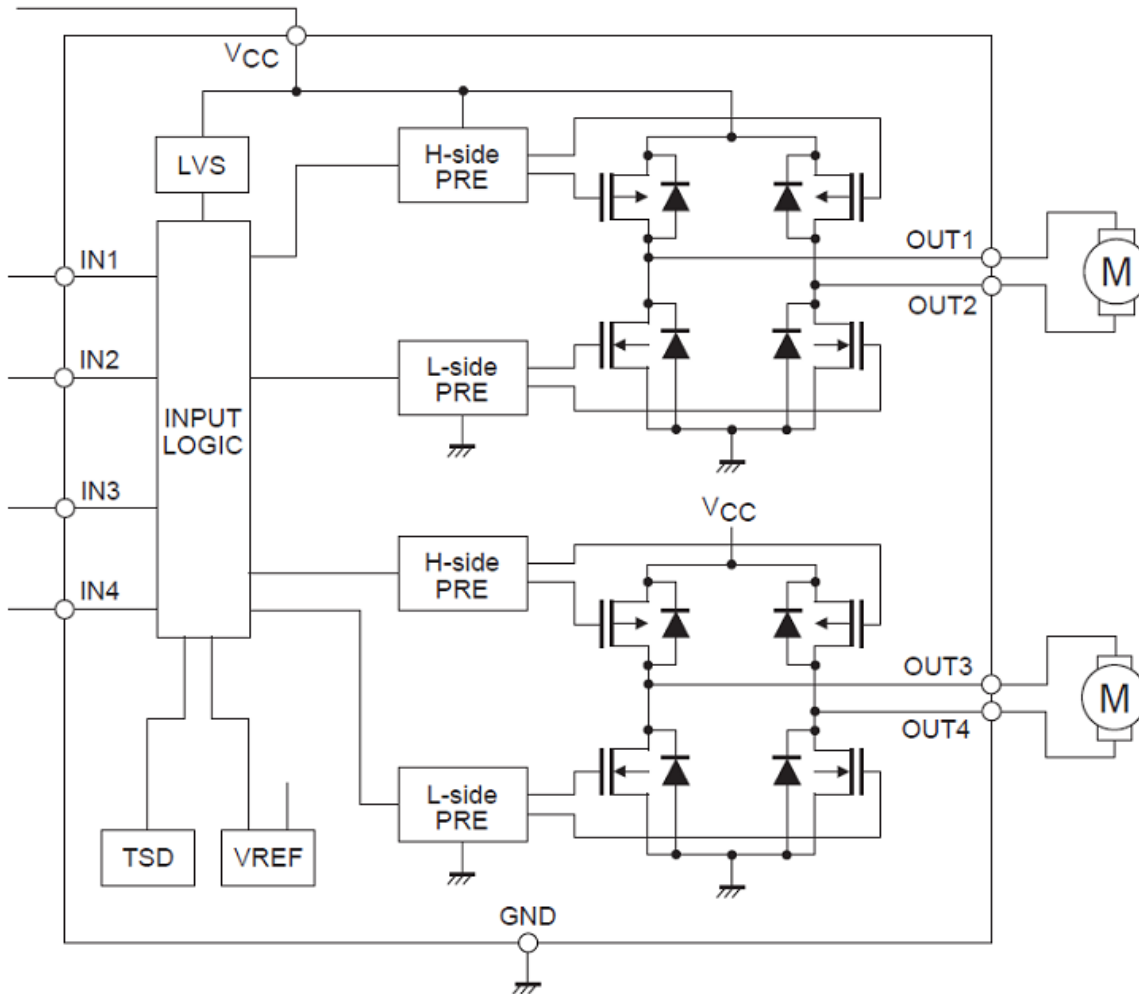 VCC
LVS
H-side
PRE
OUT1
M
OUT2
IN1
IN2
L-side
PRE
INPUT
LOGIC
IN3
VCC
H-side
PRE
IN4
OUT3
M
OUT4
L-side
PRE
TSD
VREF
GND